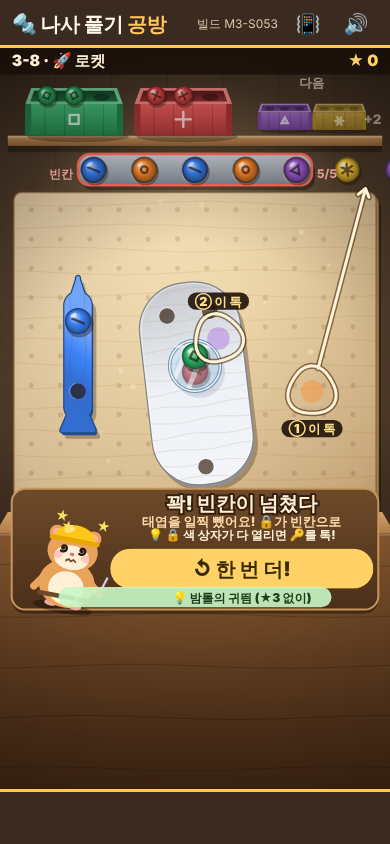 나사 풀기 공방
빌드 M3-S053
3-8 · 로켓
★ 0
다음
+2
빈칸
5/5
② 이 톡
① 이 톡
꽉! 빈칸이 넘쳤다
태엽을 일찍 뺐어요! 🔒가 빈칸으로
💡 🔒 색 상자가 다 열리면 🔑를 톡!
한 번 더!
💡 밤톨의 귀띔 (★3 없이)